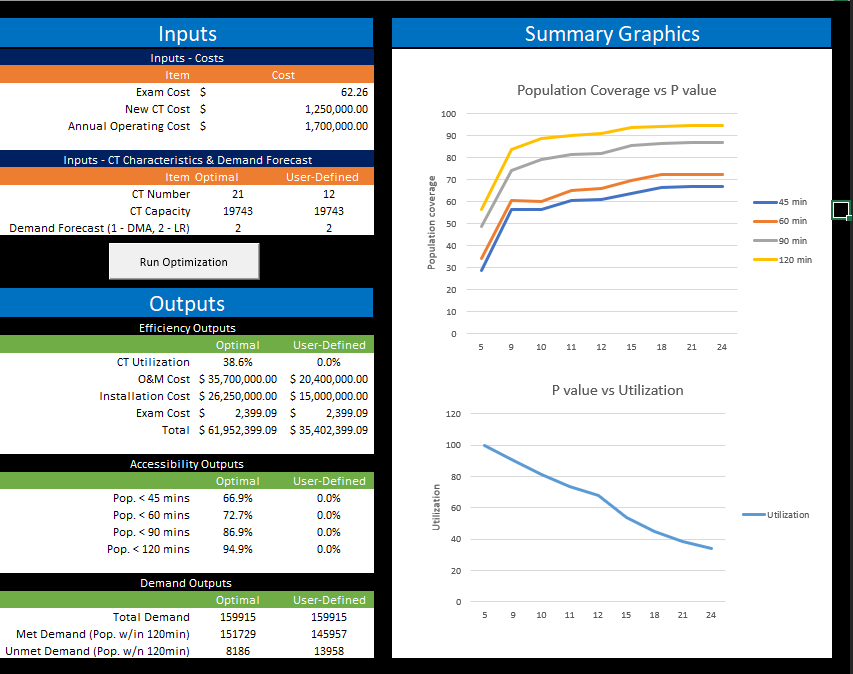 Inputs
Inputs - Costs
Item Cost
Exam Cost $ 62.26
New CT Cost $ 1,250,000.00
Annual Operating Cost $ 1,700,000.00
Inputs - CT Characteristics & Demand Forecast
Item Optimal User-Defined
CT Number 21 12
CT Capacity 19743 19743
Demand Forecast (1 - DMA, 2 - LR) 2 2
Run Optimization
Outputs
Efficiency Outputs
Optimal User-Defined
CT Utilization 38.6% 0.0%
O&M Cost $ 35,700,000.00 $ 20,400,000.00
Installation Cost $ 26,250,000.00 $ 15,000,000.00
Exam Cost $ 2,399.09 $ 2,399.09
Total $ 61,952,399.09 $ 35,402,399.09
Accessibility Outputs
Optimal User-Defined
Pop. < 45 mins 66.9% 0.0%
Pop. < 60 mins 72.7% 0.0%
Pop. < 90 mins 86.9% 0.0%
Pop. < 120 mins 94.9% 0.0%
Demand Outputs
Optimal User-Defined
Total Demand 159915 159915
Met Demand (Pop. w/in 120min) 151729 145957
Unmet Demand (Pop. w/n 120min) 8186 13958
Summary Graphics
Population Coverage vs P value
Population coverage
100
90
80
70
60
50
40
30
20
10
0
5 9 10 11 12 15 18 21 24
45 min
60 min
90 min
120 min
P value vs Utilization
Utilization
120
100
80
60
40
20
0
5 9 10 11 12 15 18 21 24
Utilization